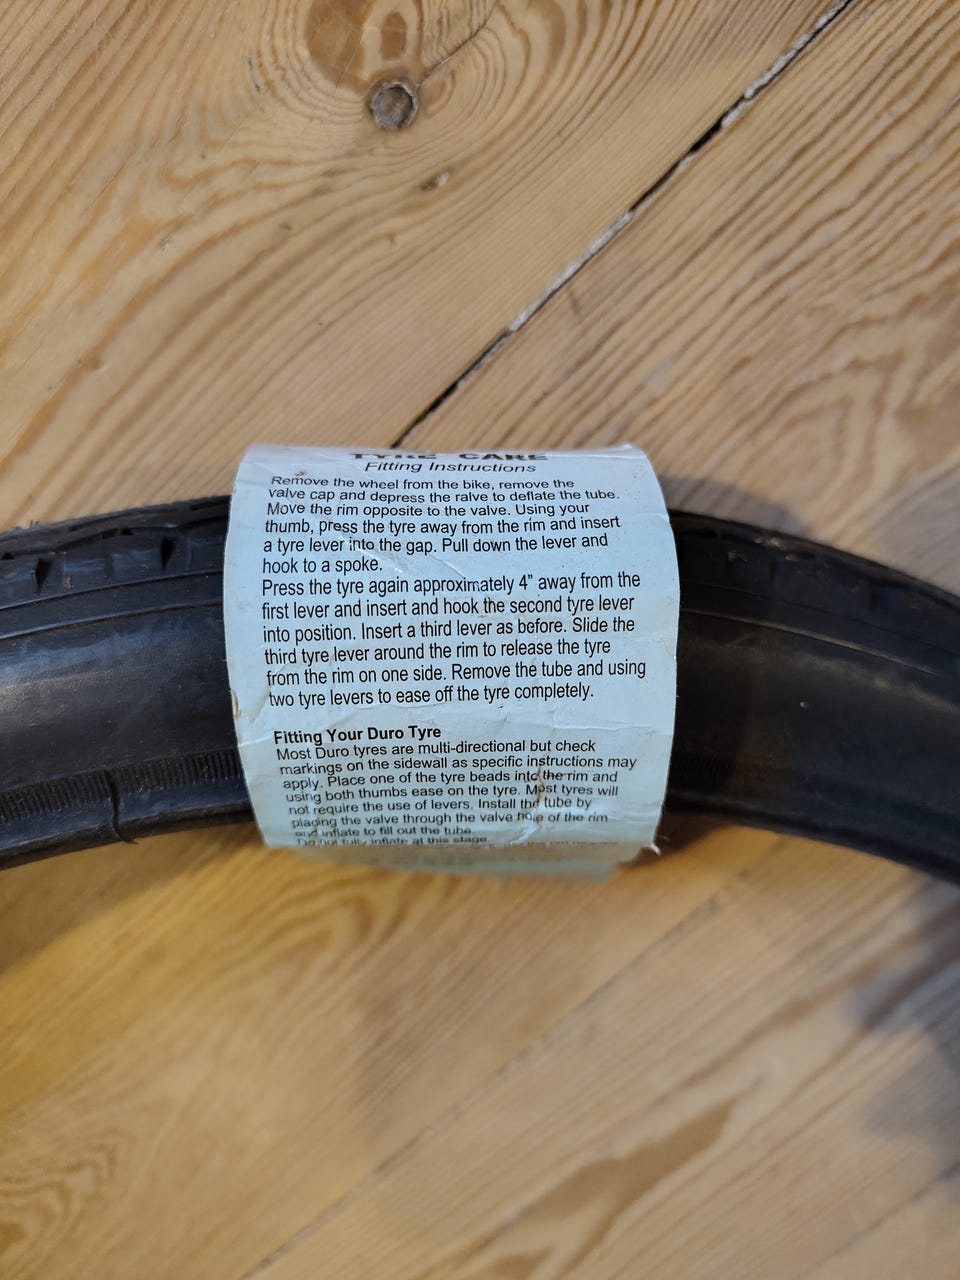 TYRE CARE
Fitting Instructions
Remove the wheel from the bike, remove the
valve cap and depress the ralve to deflate the tube.
Move the rim opposite to the valve. Using your
thumb, press the tyre away from the rim and insert
a tyre lever into the gap. Pull down the lever and
hook to a spoke.
Press the tyre again approximately 4" away from the
first lever and insert and hook the second tyre lever
into position. Insert a third lever as before. Slide the
third tyre lever around the rim to release the tyre
from the rim on one side. Remove the tube and using
two tyre levers to ease off the tyre completely.
Fitting Your Duro Tyre
Most Duro tyres are multi-directional but check
markings on the sidewall as specific instructions may
apply. Place one of the tyre beads into the rim and
using both thumbs ease on the tyre. Most tyres will
not require the use of levers. Install the tube by
placing the valve through the valve hole of the rim
and inflate to fill out the tube.
Do not fully inflate at this stage